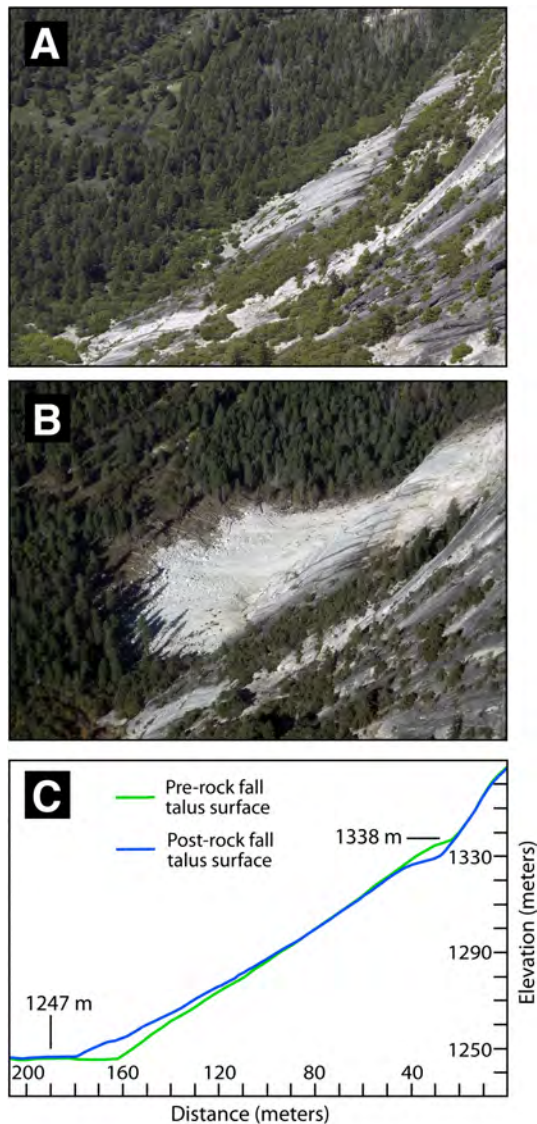 A
B
C
Pre-rock fall
talus surface
Post-rock fall
talus surface
1338 m
1330
1290
1250
1247 m
200 160 120 80 40
Elevation (meters)
Distance (meters)